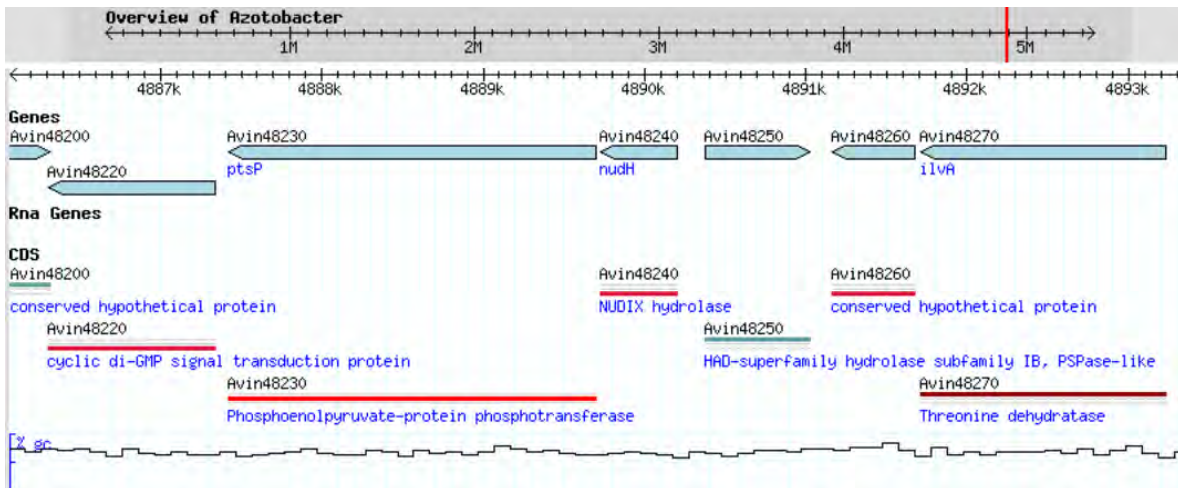 Overview of Azotobacter
1M 2M 3M 4M 5M
4887k 4888k 4889k 4890k 4891k 4892k 4893k
Genes
Avin48200 Avin48230 Avin48240 Avin48250 Avin48260 Avin48270
ptsP nudH ilvA
Avin48220
Rna Genes
CDS
Avin48200 Avin48240 Avin48260
conserved hypothetical protein NUDIX hydrolase conserved hypothetical protein
Avin48220 Avin48250
cyclic di-GMP signal transduction protein HAD-superfamily hydrolase subfamily IB, PSPase-like
Avin48230 Avin48270
Phosphoenolpyruvate-protein phosphotransferase Threonine dehydratase
% gc